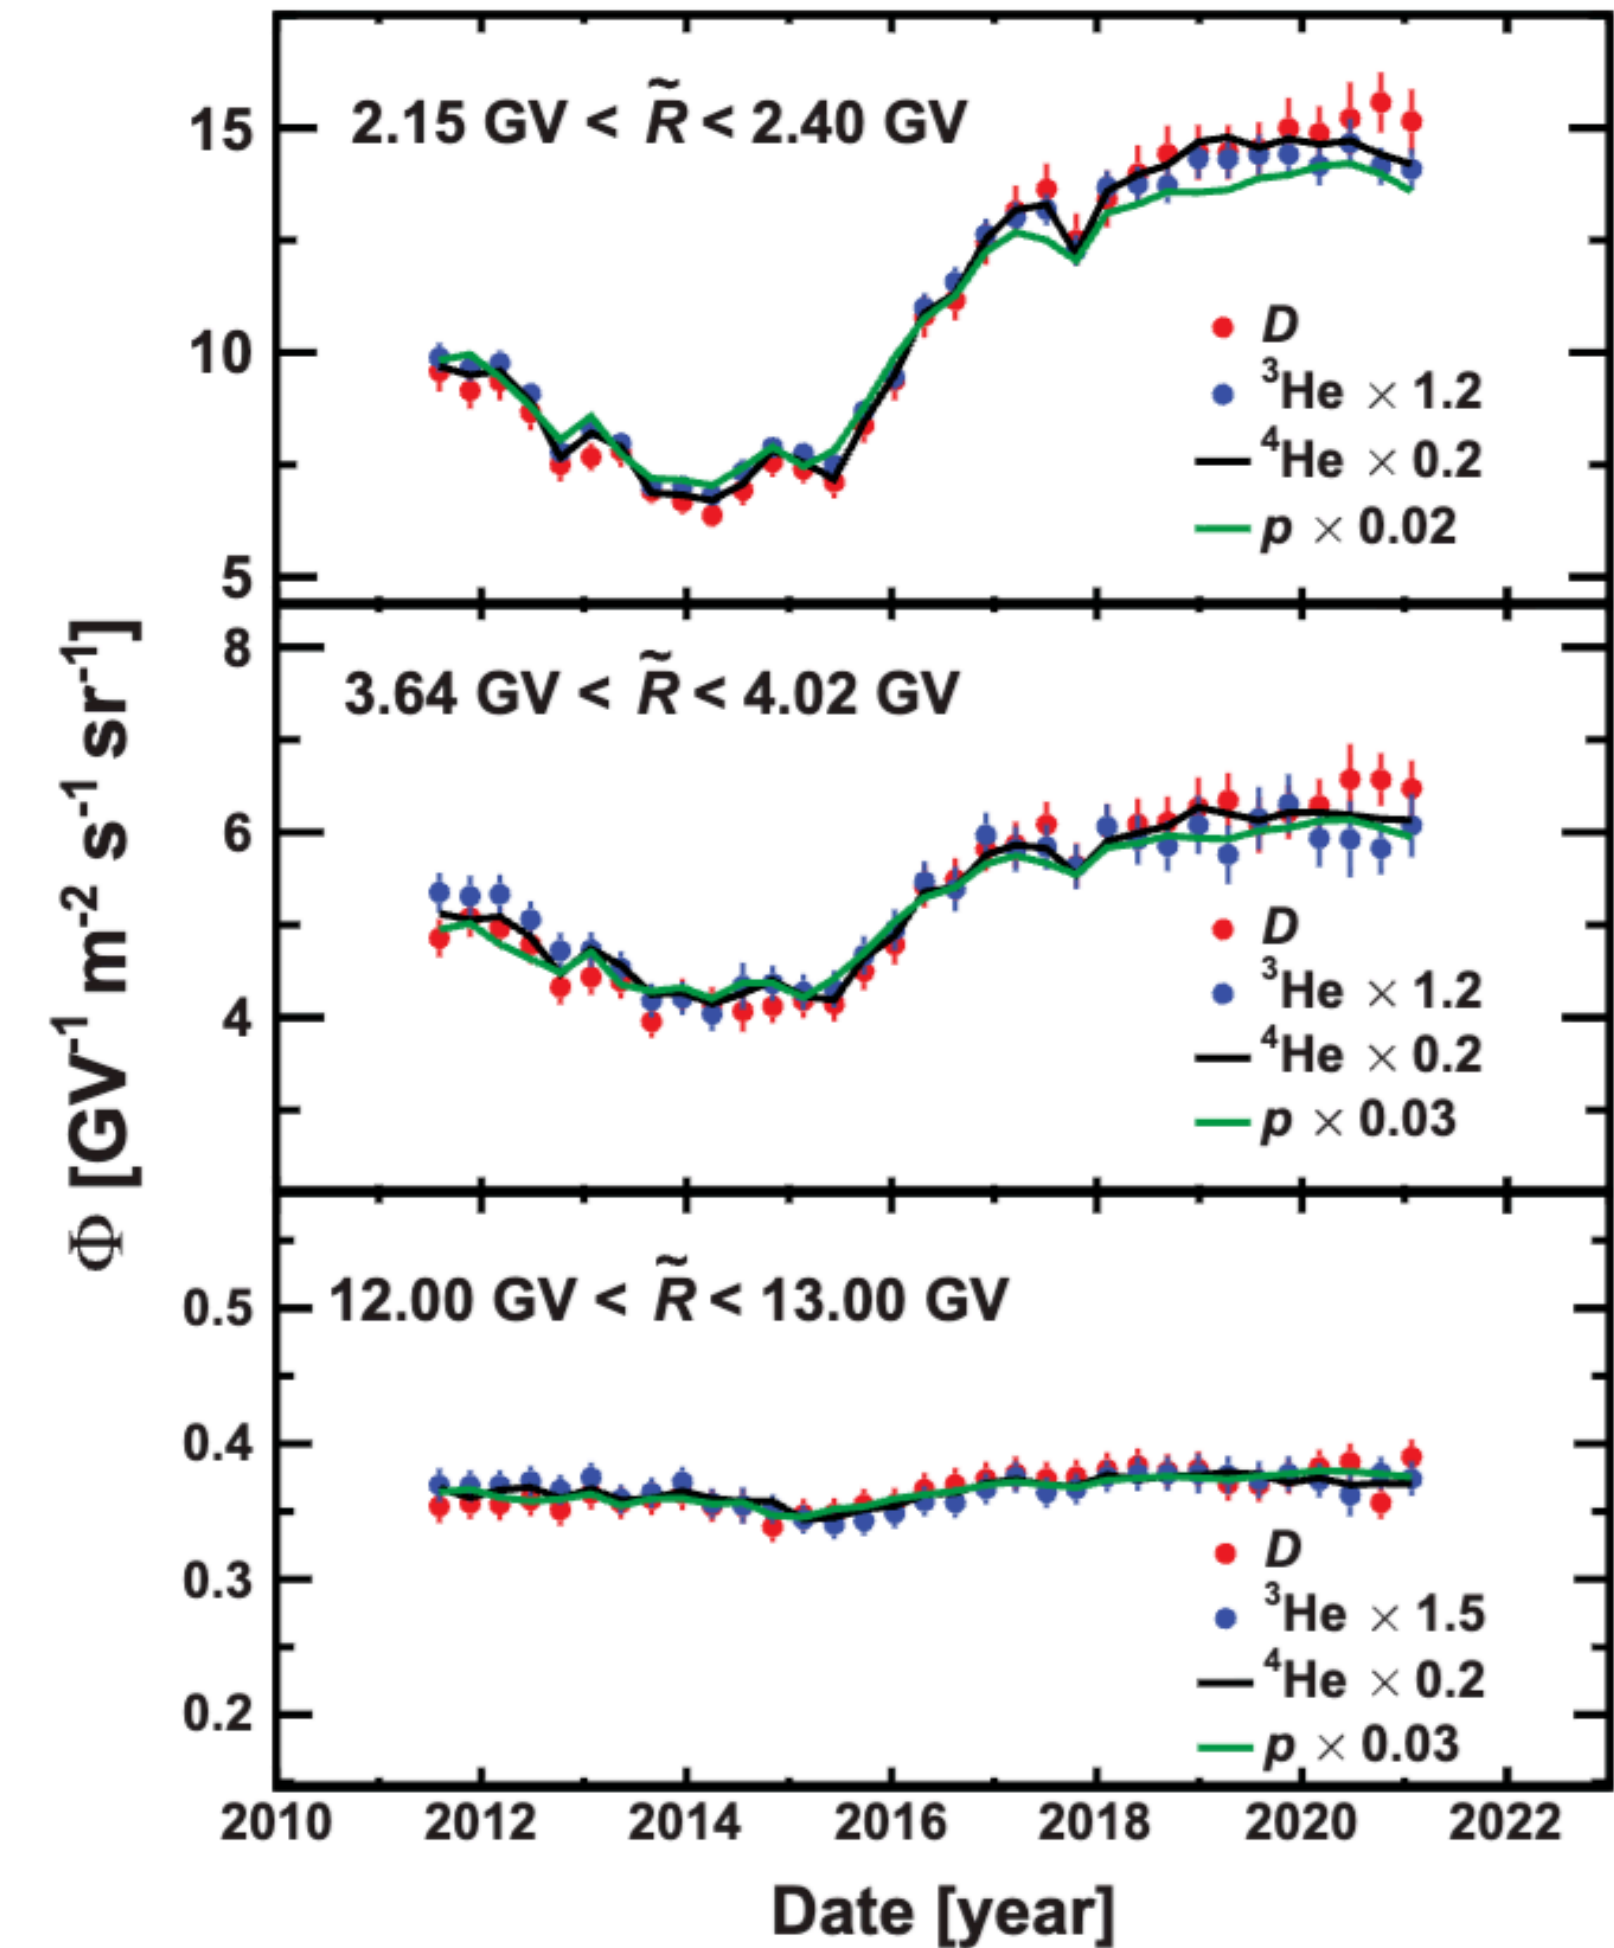 Φ [GV⁻¹ m⁻² s⁻¹ sr⁻¹]
15
10
5
2.15 GV < R̃ < 2.40 GV
D
³He × 1.2
⁴He × 0.2
p × 0.02
8
6
4
3.64 GV < R̃ < 4.02 GV
D
³He × 1.2
⁴He × 0.2
p × 0.03
0.5
0.4
0.3
0.2
12.00 GV < R̃ < 13.00 GV
D
³He × 1.5
⁴He × 0.2
p × 0.03
2010 2012 2014 2016 2018 2020 2022
Date [year]